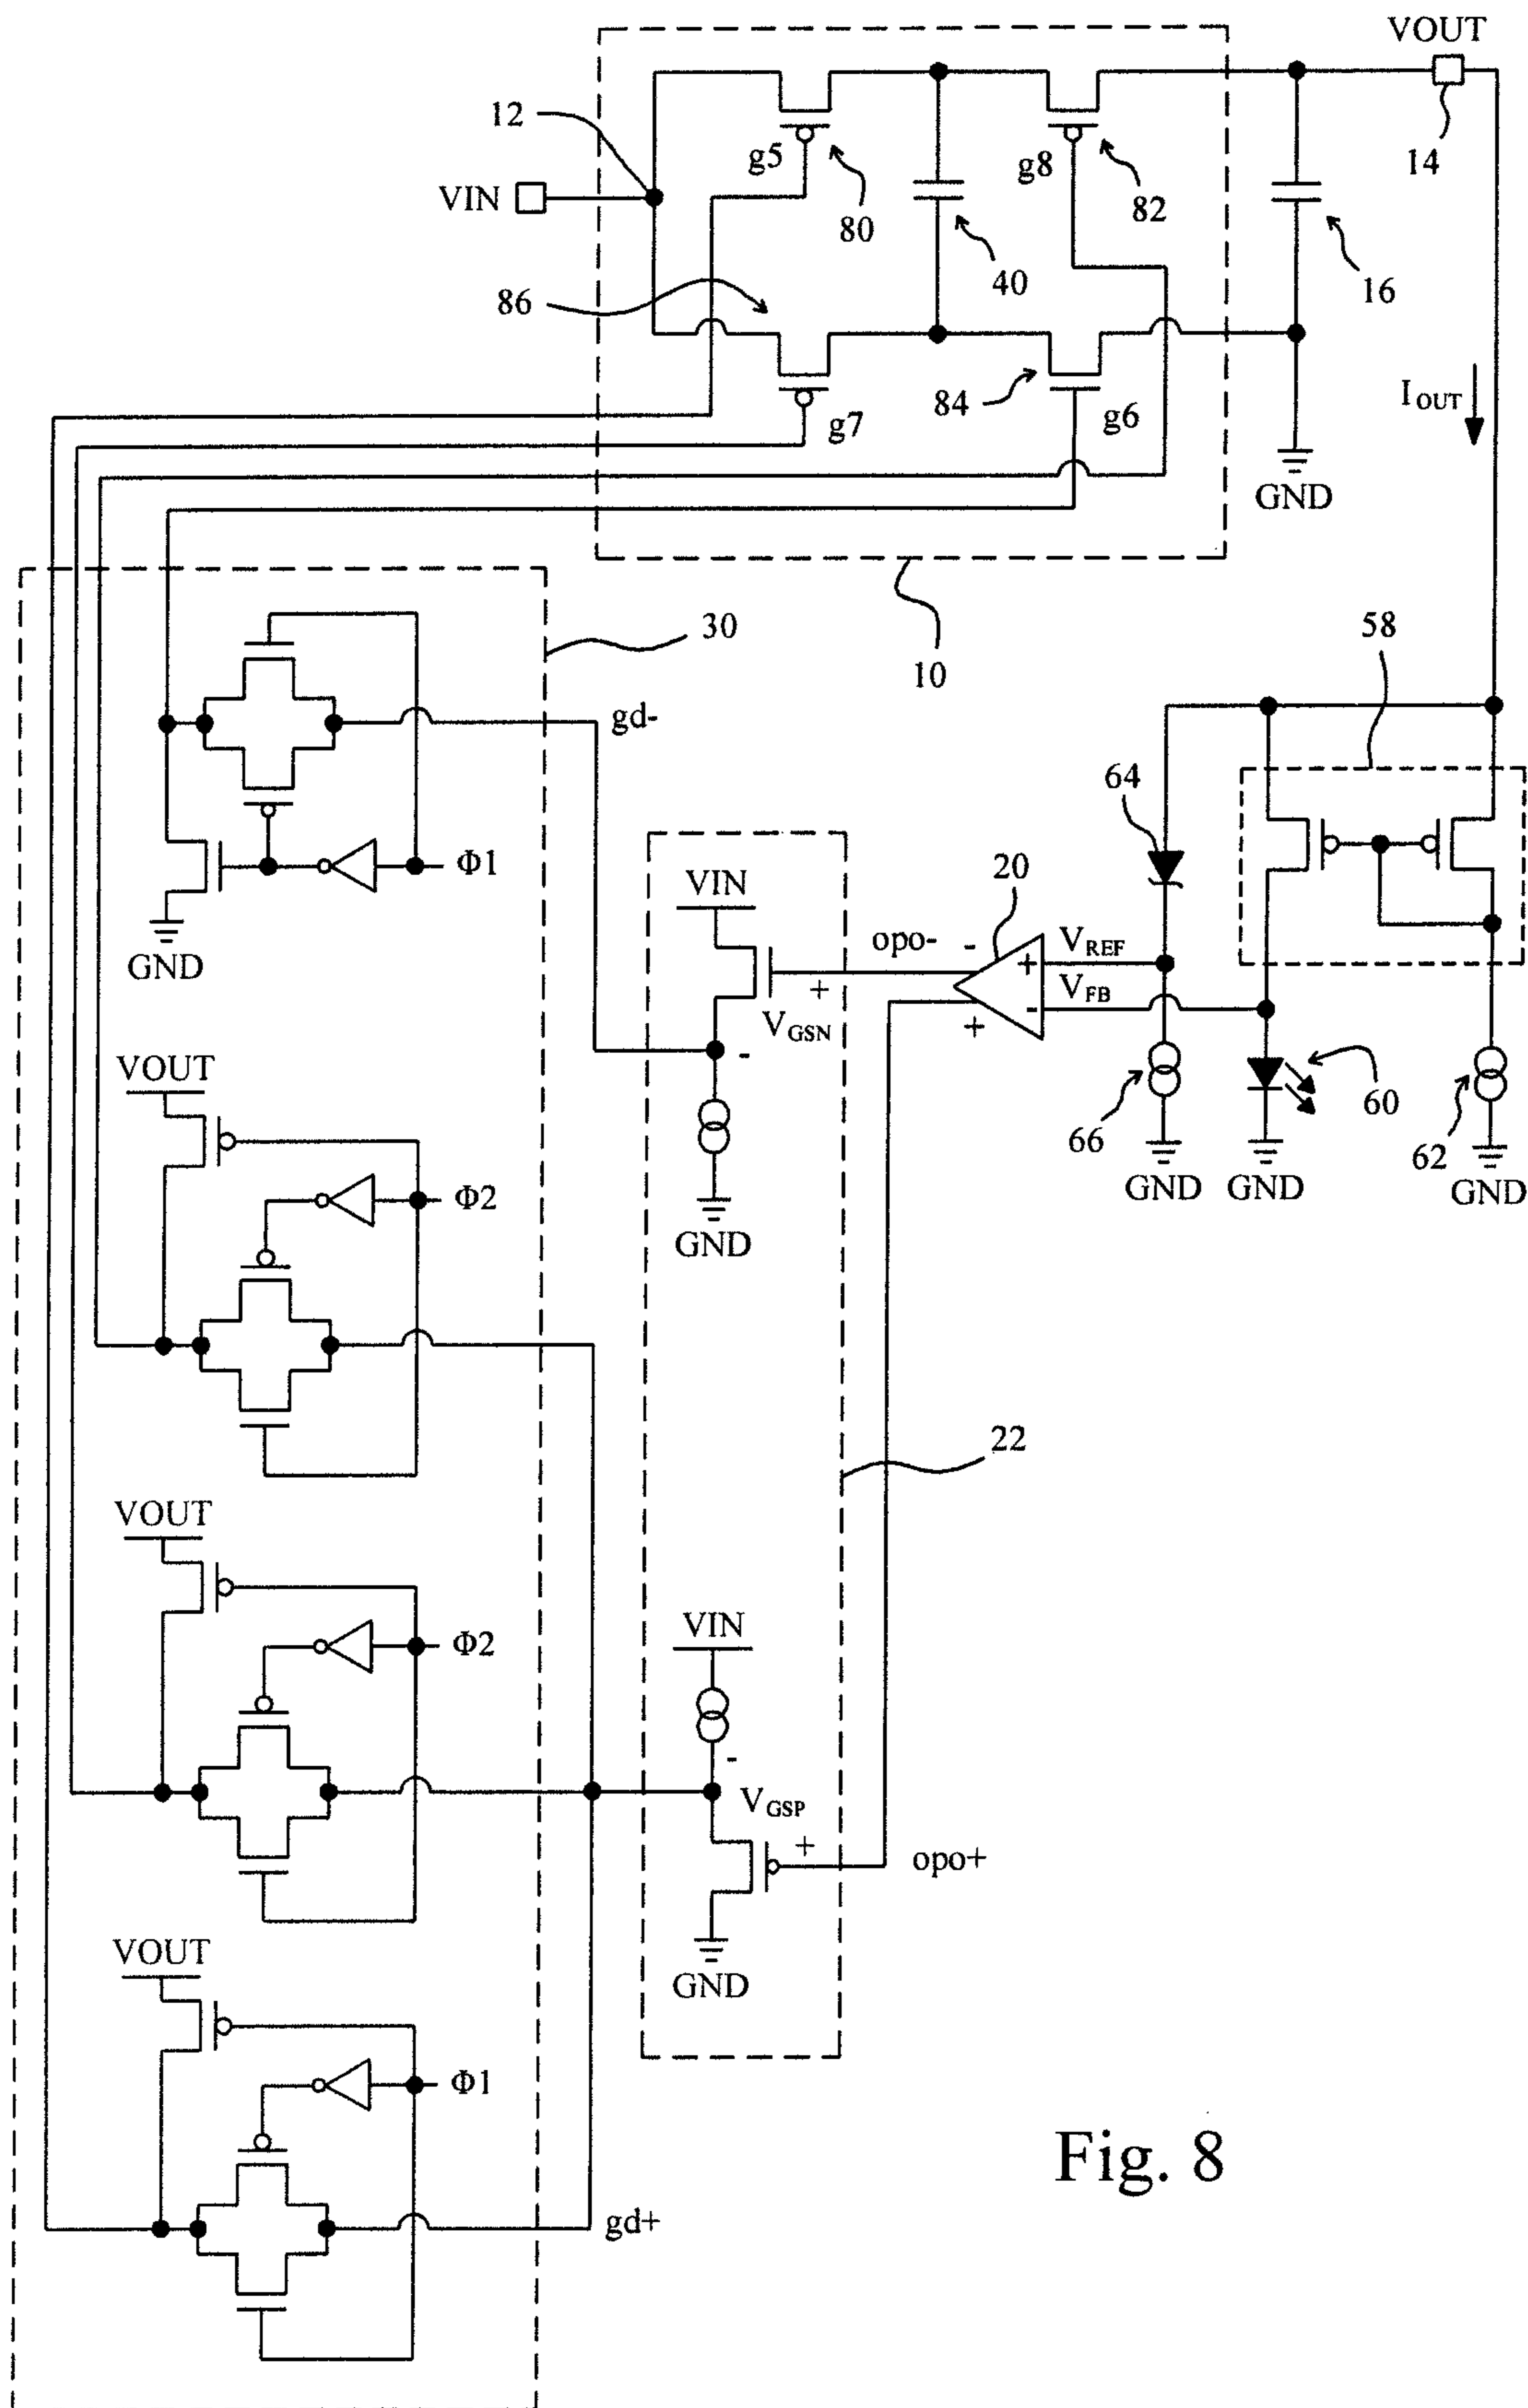 VOUT
12
14
VIN
g5
80
40
g8
82
16
86
g7
84
g6
I OUT
GND
10
30
58
gd-
Φ1
GND
64
VIN
20
opo-
-
+
VREF
VFB
-
+
+
VGSN
-
GND
66
GND
60
GND
62
GND
VOUT
Φ2
22
VOUT
Φ2
VIN
-
VGSP
+
opo+
GND
VOUT
Φ1
gd+
Fig. 8